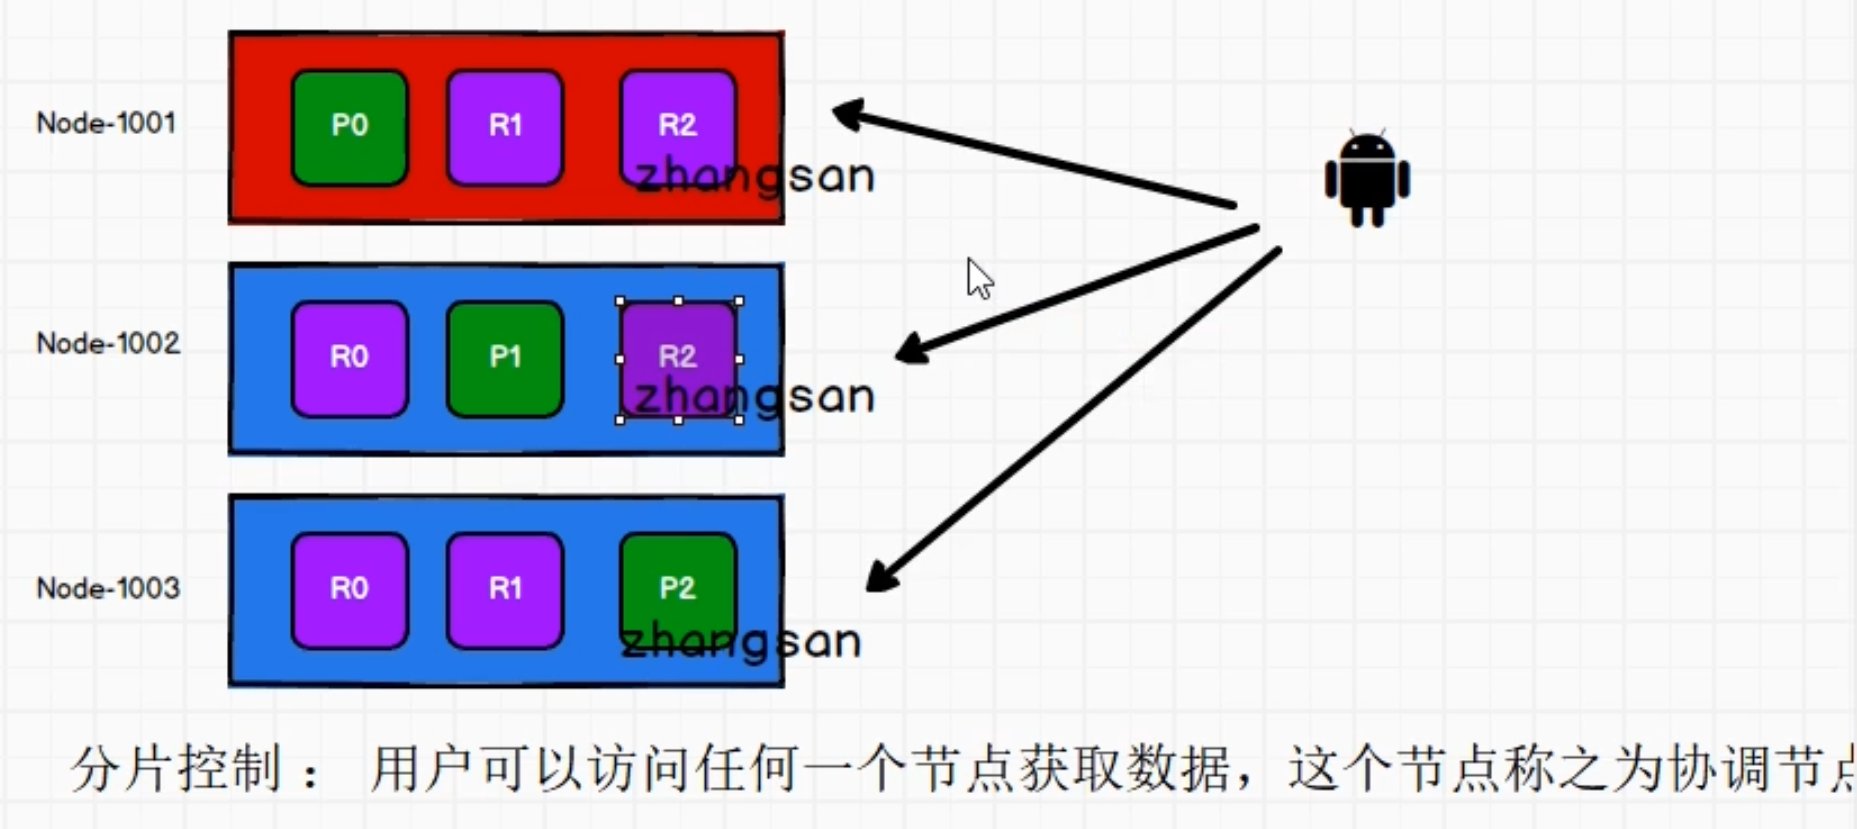 Node-1001
P0 R1 R2
zhangsan
Node-1002
R0 P1 R2
zhangsan
Node-1003
R0 R1 P2
zhangsan
分片控制： 用户可以访问任何一个节点获取数据，这个节点称之为协调节点